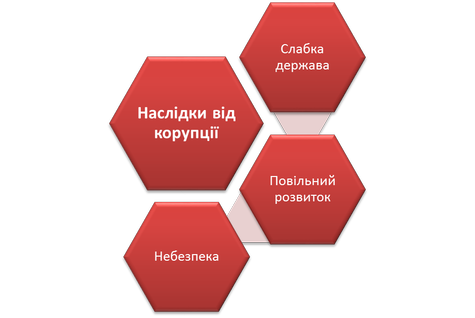 Слабка
держава
Наслідки від
корупції
Повільний
розвиток
Небезпека